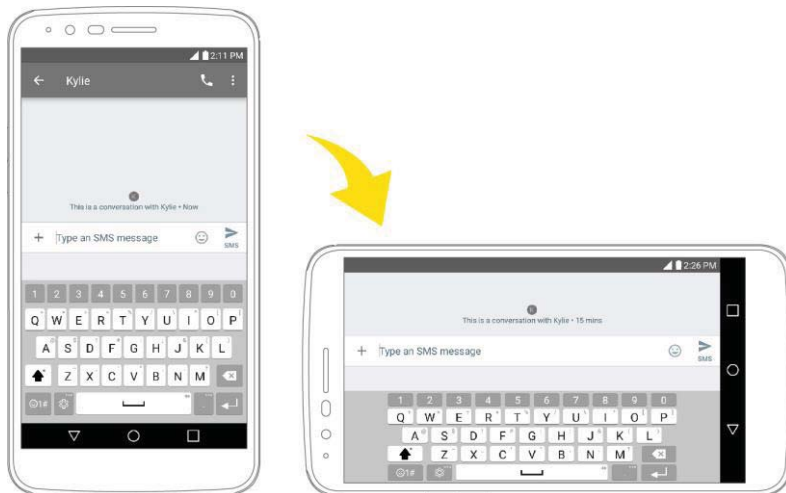 2:11 PM
Kylie
This is a conversation with Kylie • Now
Type an SMS message
SMS
1 2 3 4 5 6 7 8 9 0
Q W E R T Y U I O P
A S D F G H J K L
Z X C V B N M
1#
2:26 PM
This is a conversation with Kylie • 15 mins
Type an SMS message
SMS
1 2 3 4 5 6 7 8 9 0
Q W E R T Y U I O P
A S D F G H J K L
Z X C V B N M
1#